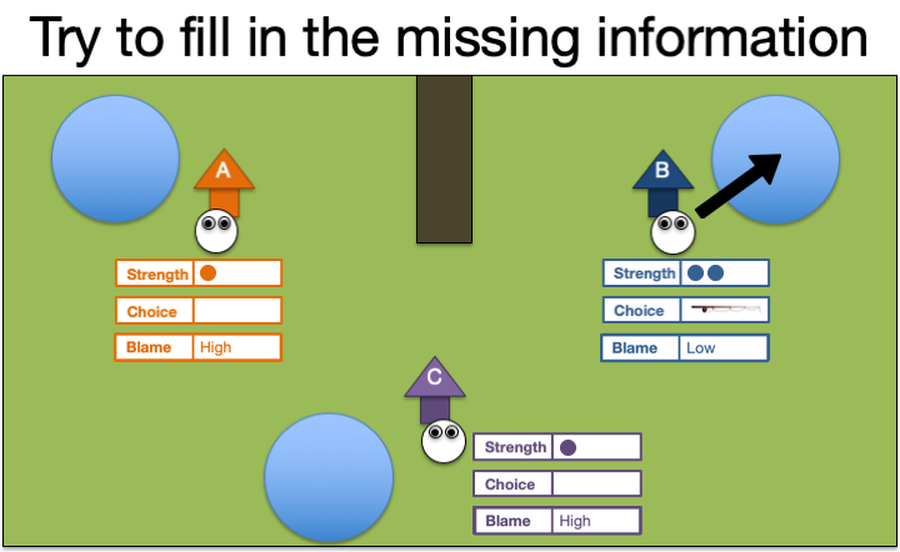 Try to fill in the missing information
A
B
Strength
Choice
Blame High
Strength
Choice
Blame Low
C
Strength
Choice
Blame High